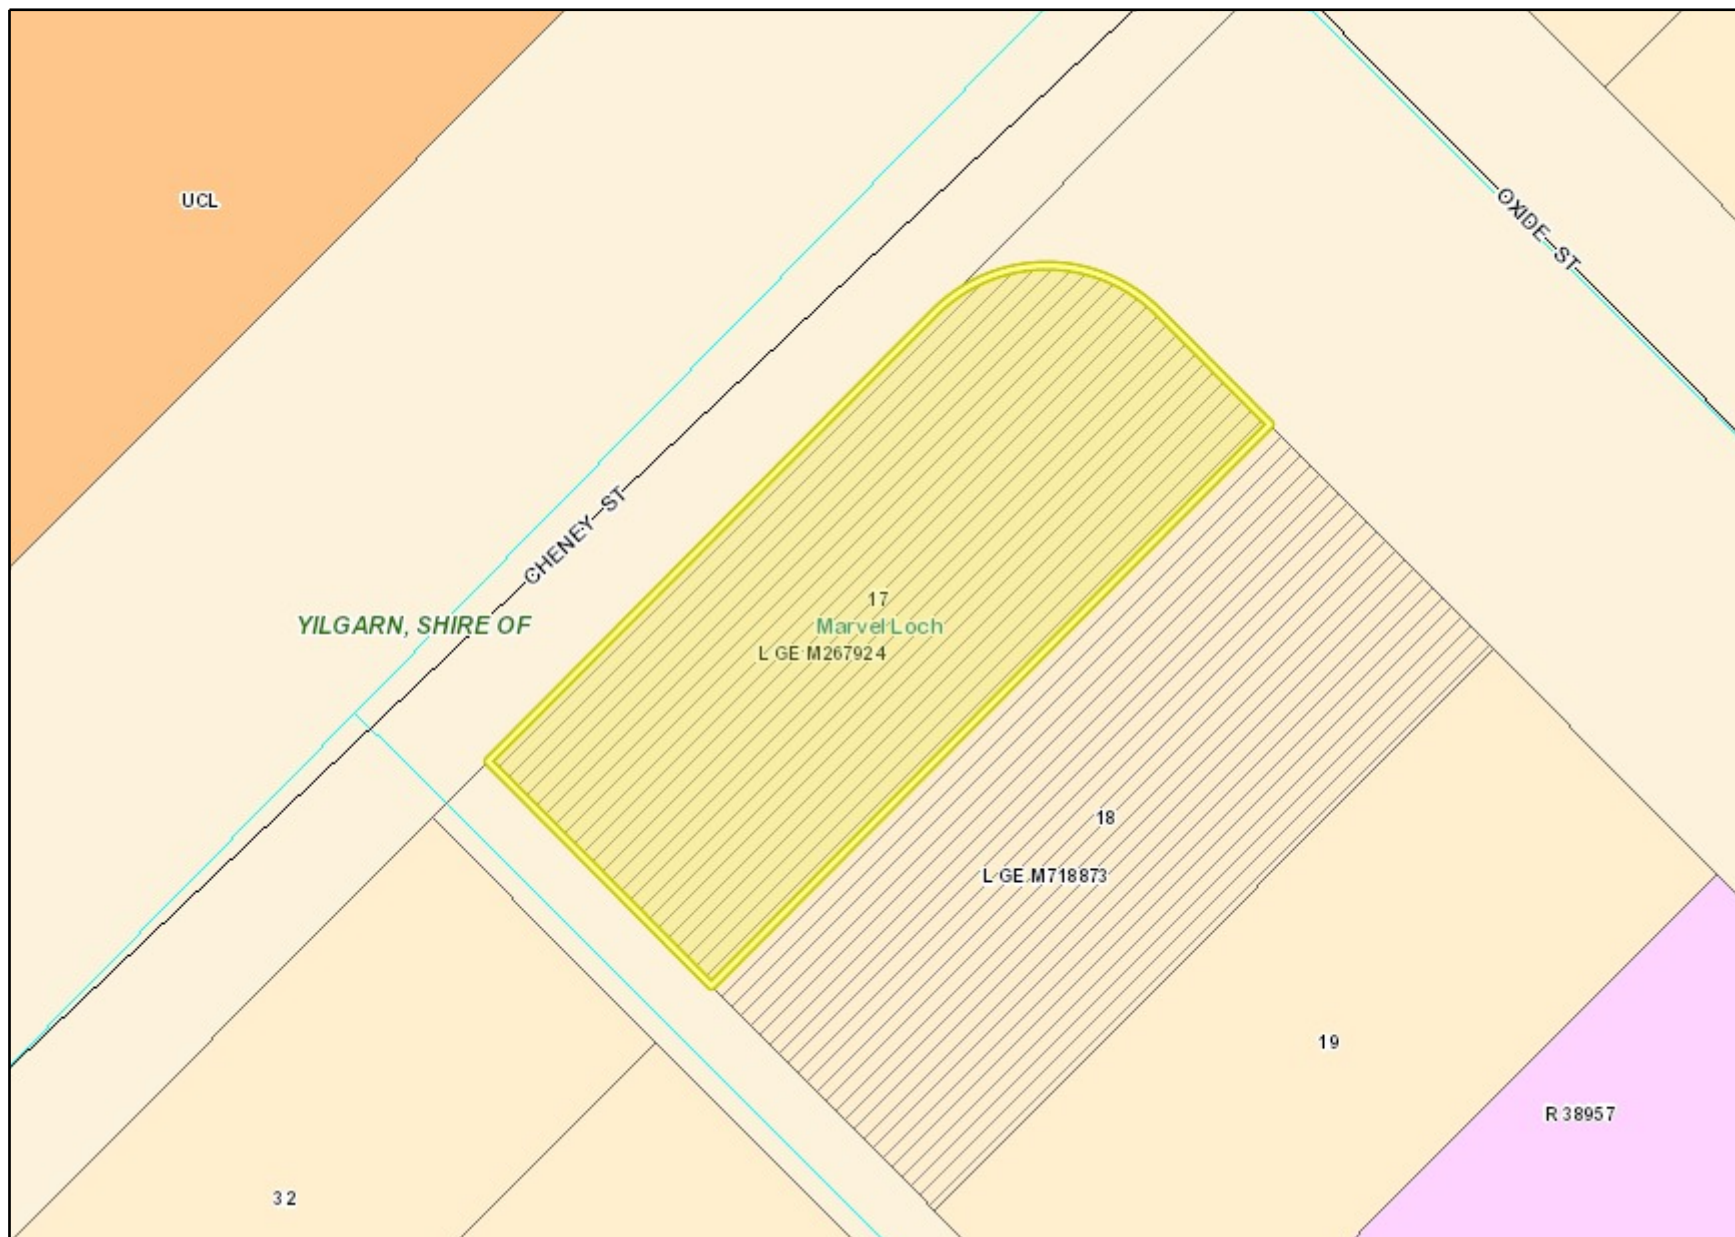 UCL
OXIDE ST
CHENEY ST
YILGARN, SHIRE OF
17
Marvel Loch
L GE M267924
18
L GE M718873
19
R 38957
32